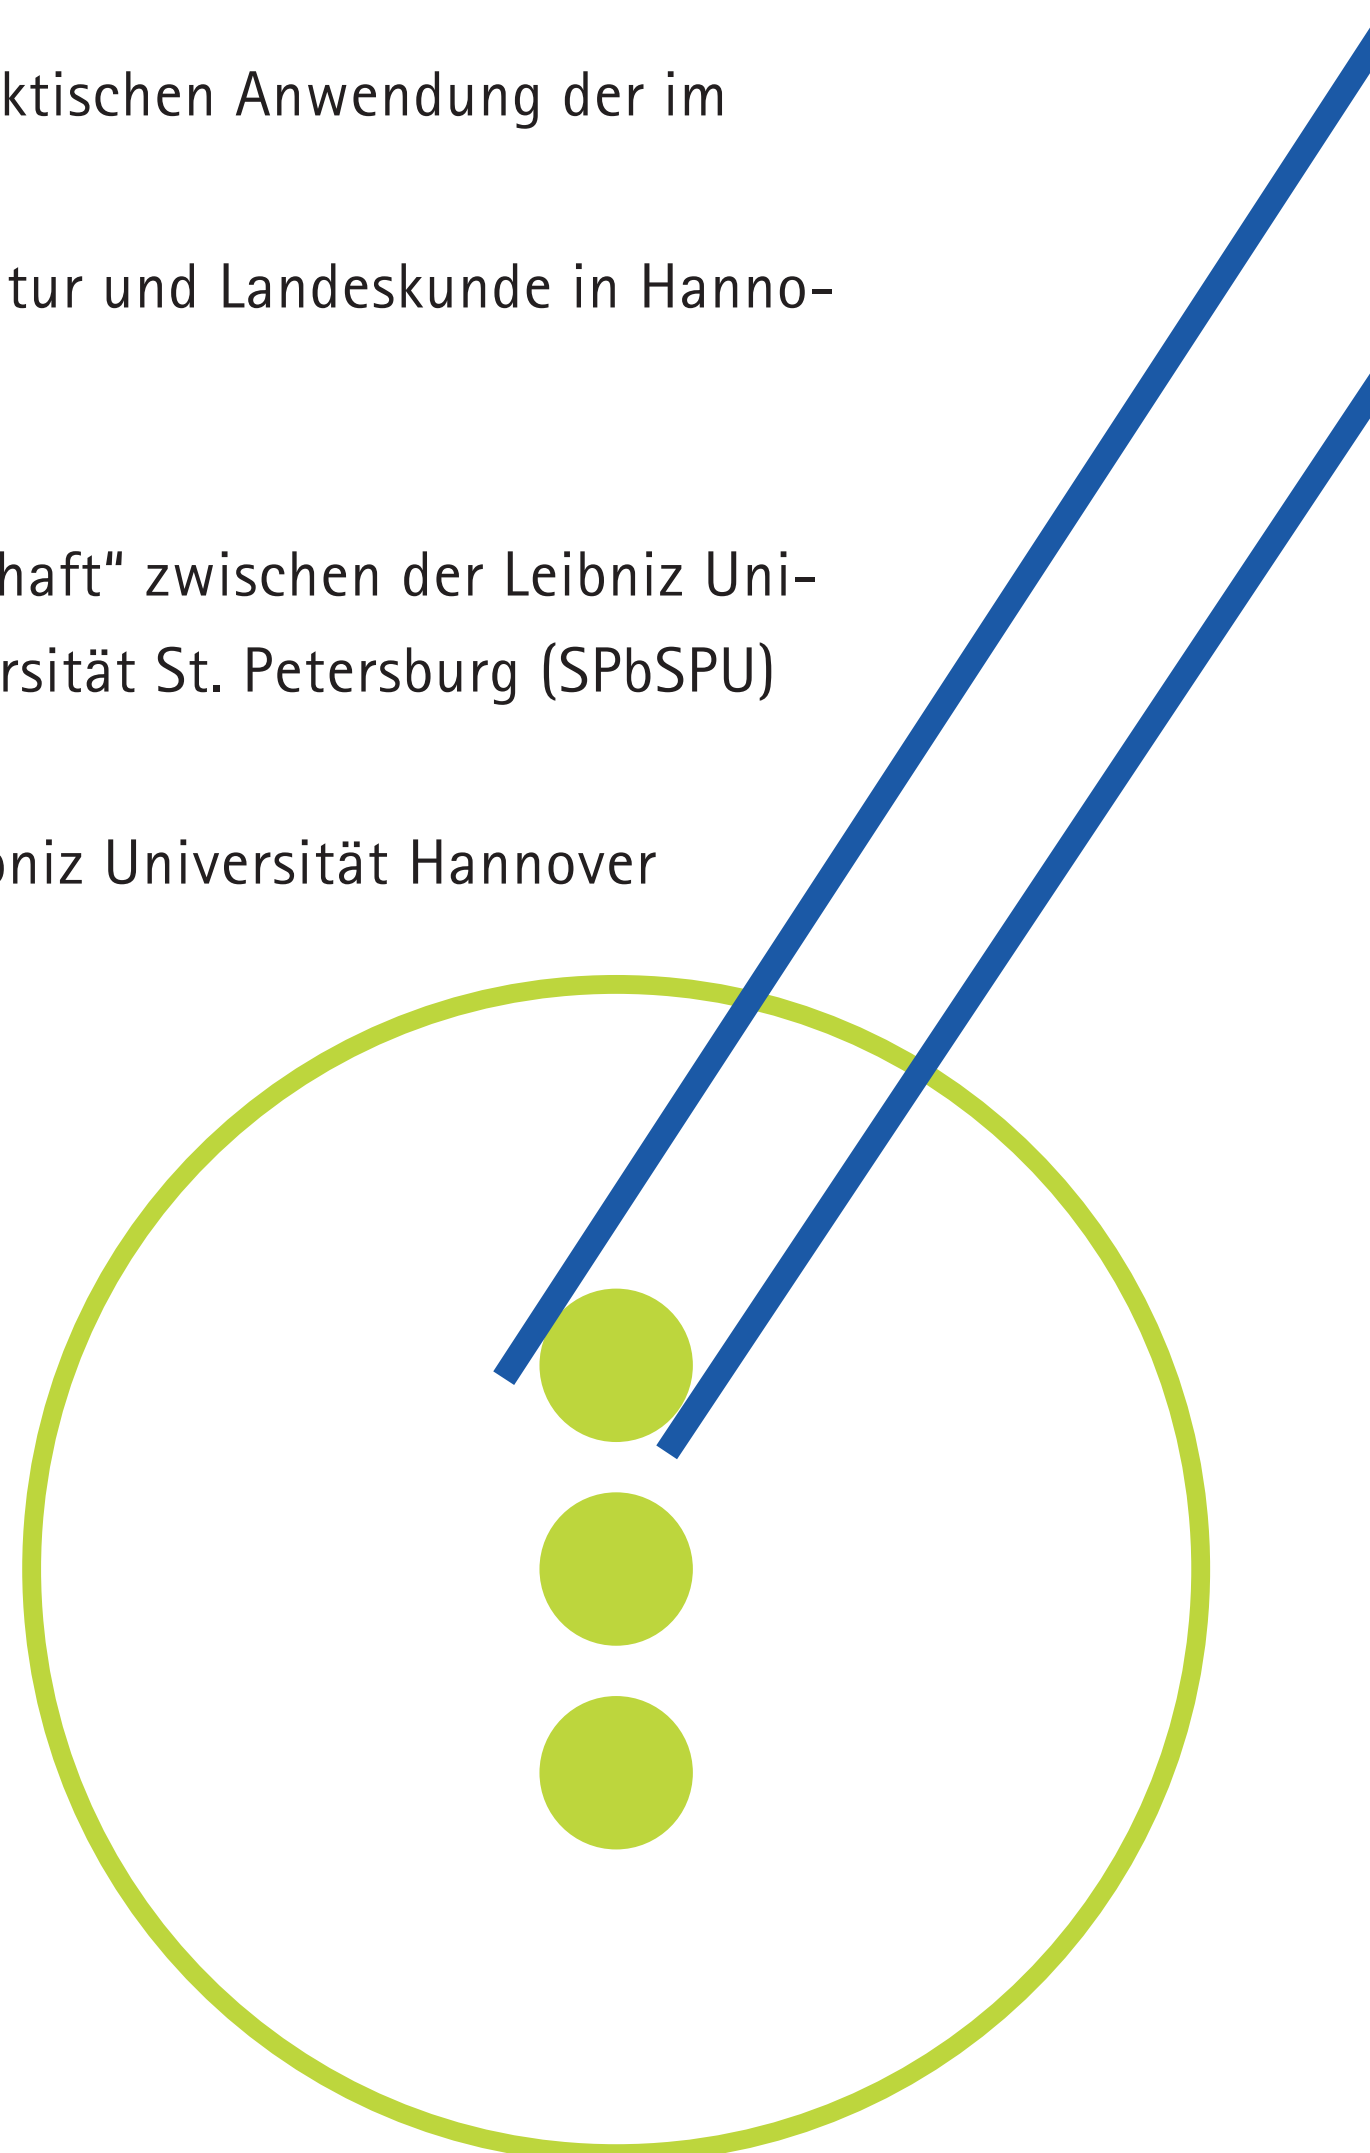 ktischen Anwendung der im
tur und Landeskunde in Hanno-
haft“ zwischen der Leibniz Uni-
rsität St. Petersburg (SPbSPU)
bniz Universität Hannover